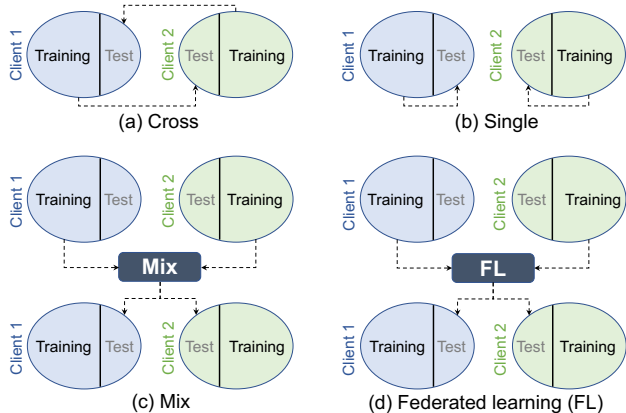 Client 1
Training
Test
Client 2
Test
Training
(a) Cross
Client 1
Training
Test
Client 2
Test
Training
(b) Single
Client 1
Training
Test
Client 2
Test
Training
Mix
Client 1
Training
Test
Client 2
Test
Training
(c) Mix
Client 1
Training
Test
Client 2
Test
Training
FL
Client 1
Training
Test
Client 2
Test
Training
(d) Federated learning (FL)